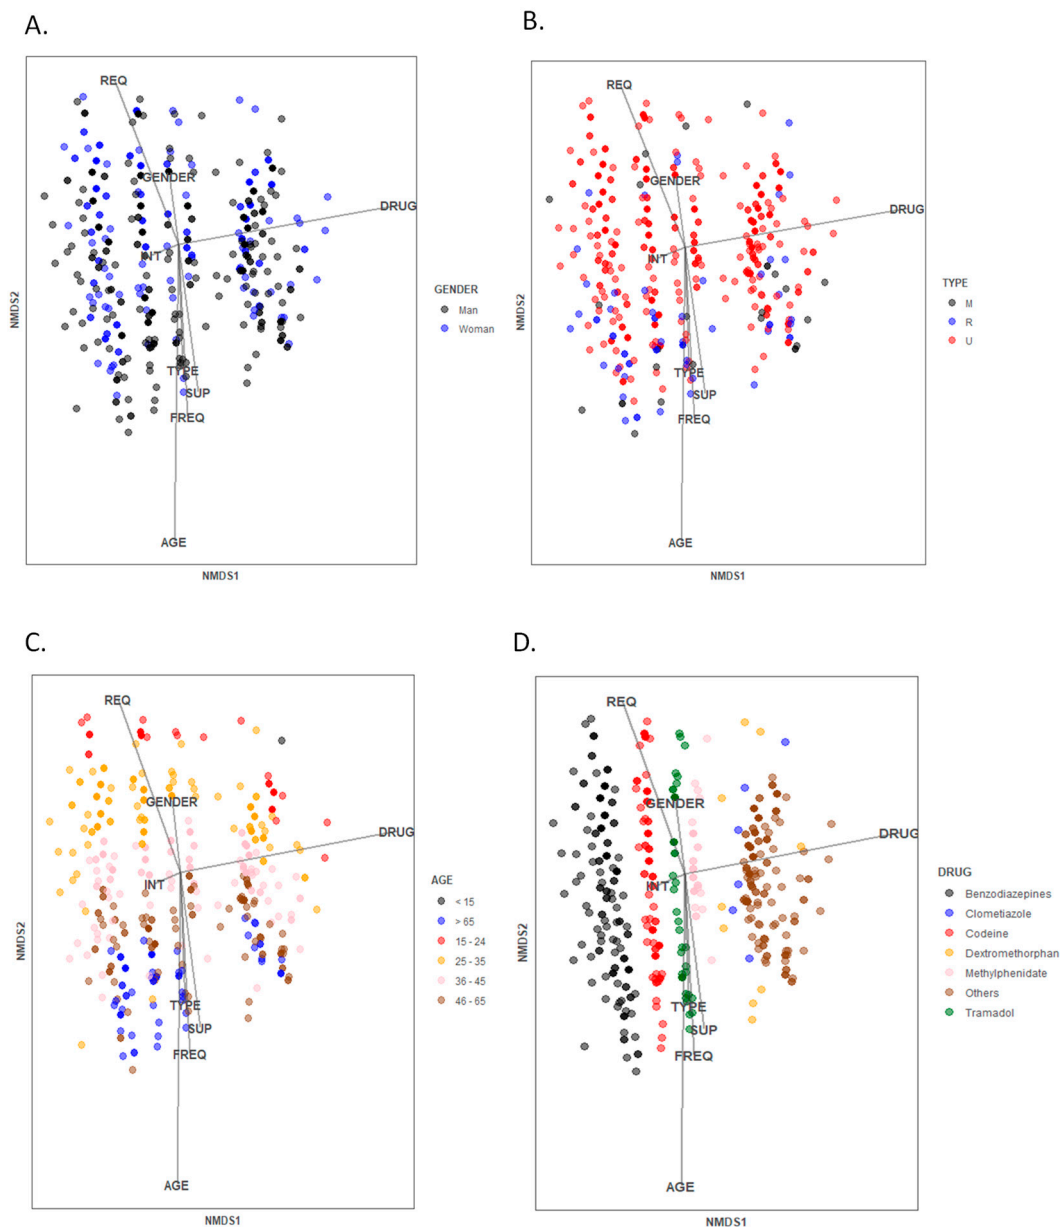 A.
B.
REQ
GENDER
DRUG
INT
TYPE
SUP
FREQ
AGE
NMDS2
NMDS1
GENDER
Man
Woman
REQ
GENDER
DRUG
INT
TYPE
SUP
FREQ
AGE
NMDS2
NMDS1
TYPE
M
R
U
C.
D.
REQ
GENDER
DRUG
INT
TYPE
SUP
FREQ
AGE
NMDS2
NMDS1
AGE
< 15
> 65
15 - 24
25 - 35
36 - 45
46 - 65
REQ
GENDER
DRUG
INT
TYPE
SUP
FREQ
AGE
NMDS2
NMDS1
DRUG
Benzodiazepines
Clometiazole
Codeine
Dextromethorphan
Methylphenidate
Others
Tramadol